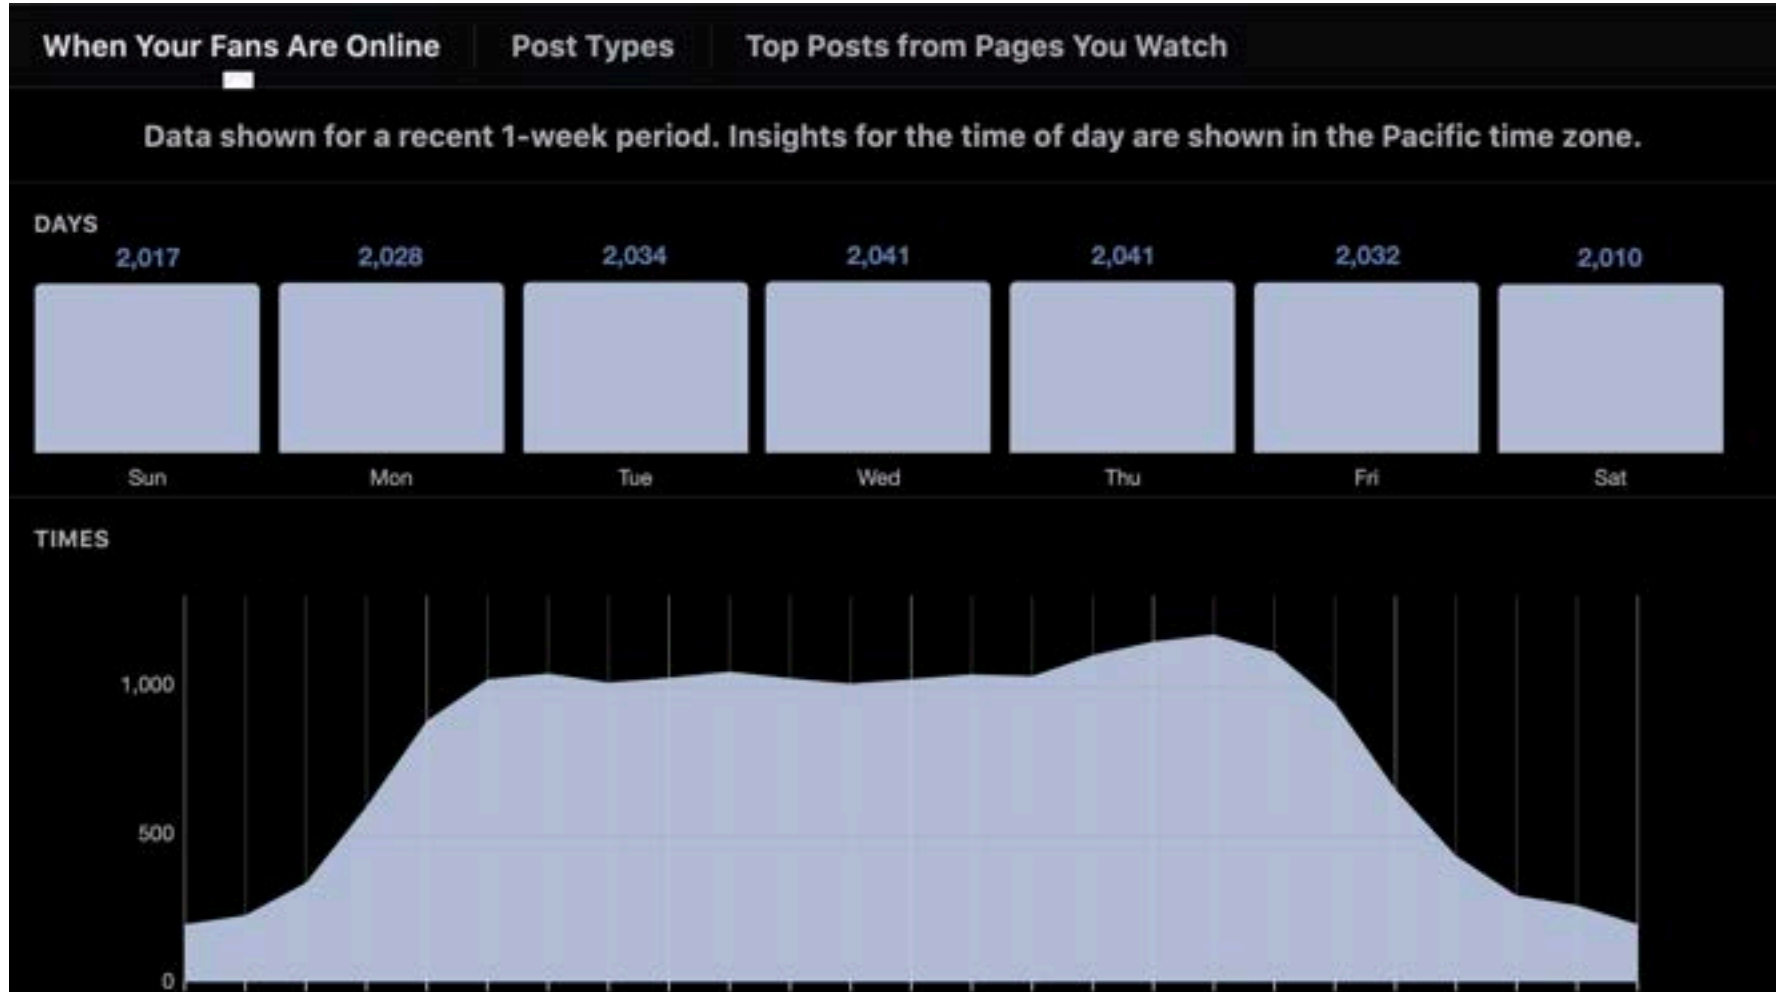 When Your Fans Are Online Post Types Top Posts from Pages You Watch
Data shown for a recent 1-week period. Insights for the time of day are shown in the Pacific time zone.
DAYS
2,017 2,028 2,034 2,041 2,041 2,032 2,010
Sun Mon Tue Wed Thu Fri Sat
TIMES
1,000
500
0